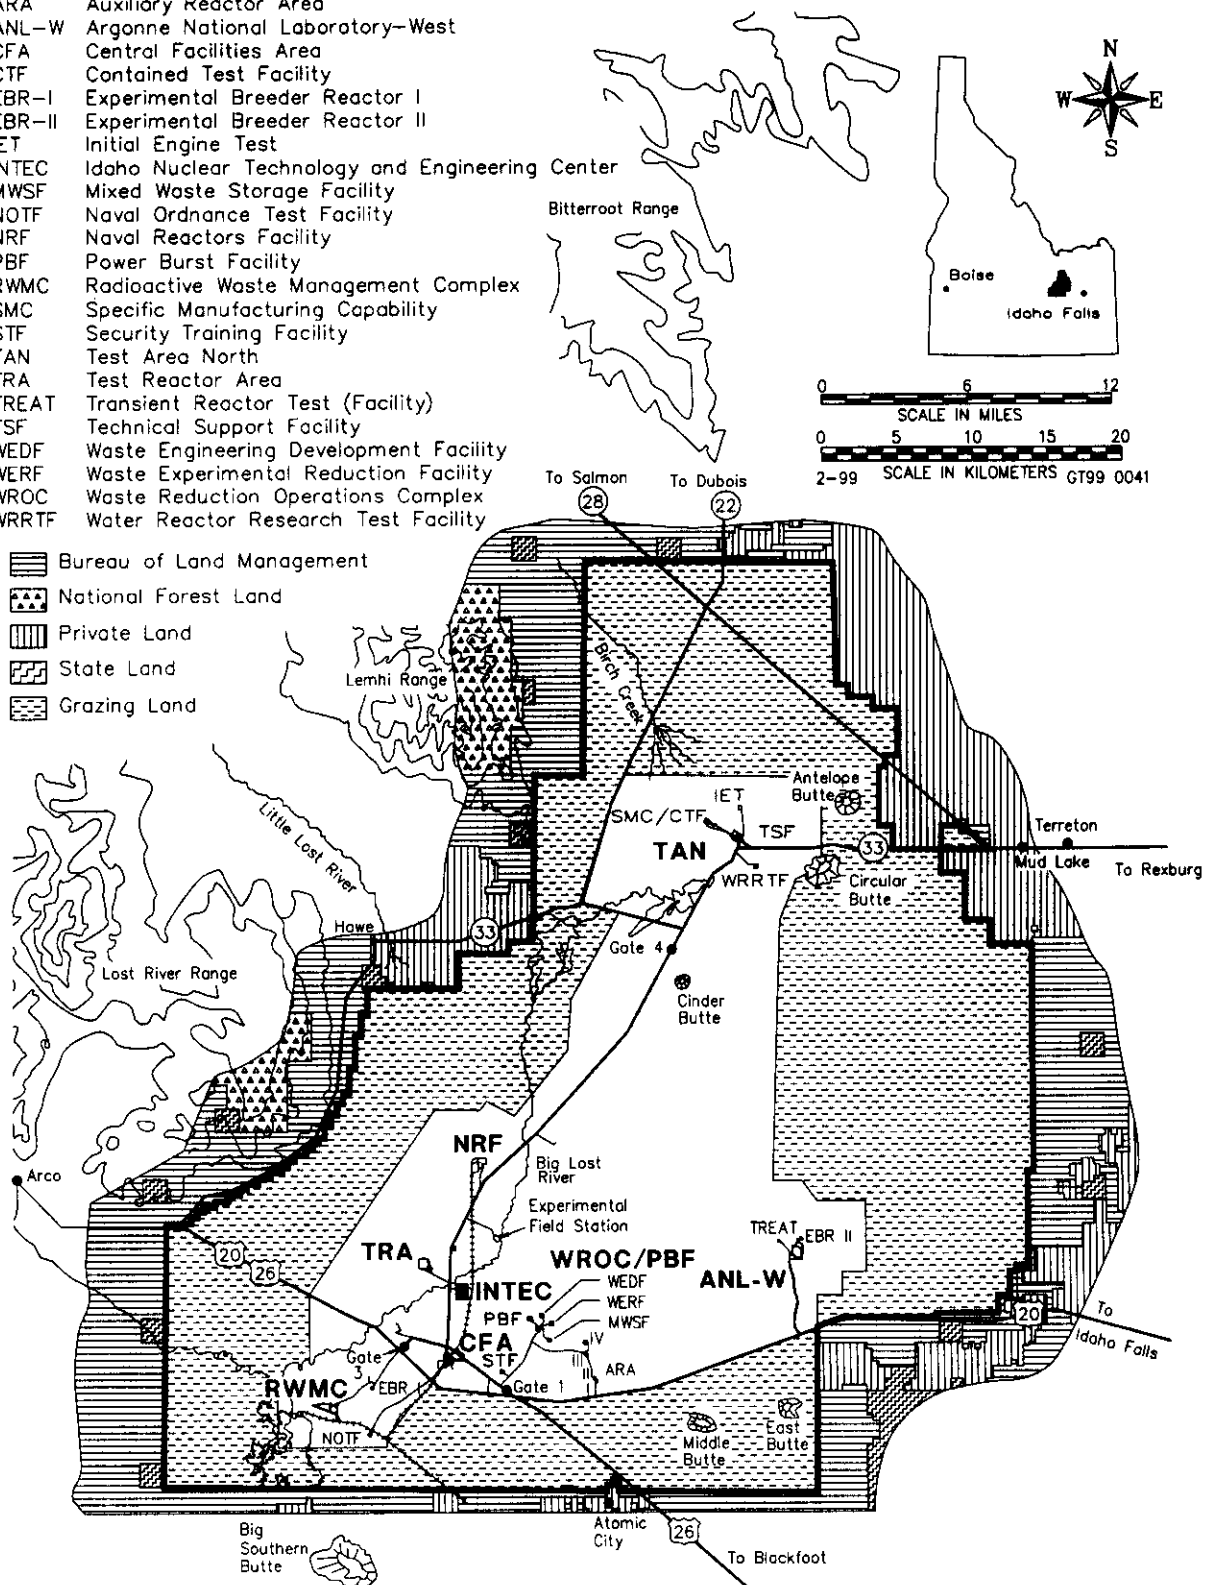 ARA Auxiliary Reactor Area
ANL-W Argonne National Laboratory-West
CFA Central Facilities Area
CTF Contained Test Facility
EBR-I Experimental Breeder Reactor I
EBR-II Experimental Breeder Reactor II
IET Initial Engine Test
INTEC Idaho Nuclear Technology and Engineering Center
MWSF Mixed Waste Storage Facility
NOTF Naval Ordnance Test Facility
NRF Naval Reactors Facility
PBF Power Burst Facility
RWMC Radioactive Waste Management Complex
SMC Specific Manufacturing Capability
STF Security Training Facility
TAN Test Area North
TRA Test Reactor Area
TREAT Transient Reactor Test (Facility)
TSF Technical Support Facility
WEDF Waste Engineering Development Facility
WERF Waste Experimental Reduction Facility
WROC Waste Reduction Operations Complex
WRRTF Water Reactor Research Test Facility
Bureau of Land Management
National Forest Land
Private Land
State Land
Grazing Land
N
W E
S
Boise
Idaho Falls
0 6 12
SCALE IN MILES
0 5 10 15 20
SCALE IN KILOMETERS
2-99
GT99 0041
Bitterroot Range
To Salmon
28
To Dubois
22
Lemhi Range
Birch Creek
Little Lost River
Antelope
Butte
IET
SMC/CTF
TSF
TAN
33
WRRTF
Circular
Butte
Terreton
Mud Lake
To Rexburg
Howe
33
Gate 4
Lost River Range
Cinder
Butte
NRF
Big Lost
River
Arco
Experimental
Field Station
20
26
TRA
INTEC
WROC/PBF
WEDF
WERF
MWSF
PBF
TREAT
EBR II
ANL-W
20
To
Idaho Falls
CFA
Gate
3
STF
IV
III
ARA
Gate 1
EBR I
RWMC
NOTF
Middle
Butte
East
Butte
Atomic
City
26
To Blackfoot
Big
Southern
Butte